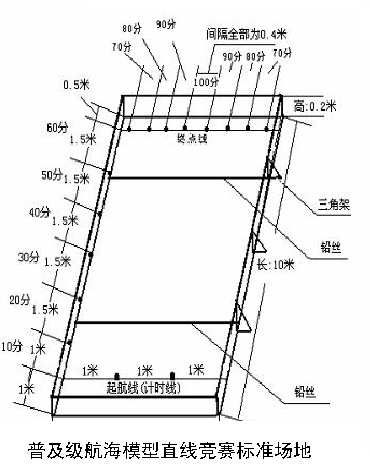 80分
90分
间隔全部为0.4米
70分
90分
80分
70分
100分
0.5米
高:0.2米
60分
终点线
1.5米
50分
1.5米
三角架
40分
1.5米
铅丝
30分
1.5米
长:10米
20分
1.5米
10分
1米
1米
1米
1米
铅丝
1米
起航线(计时线)
普及级航海模型直线竞赛标准场地